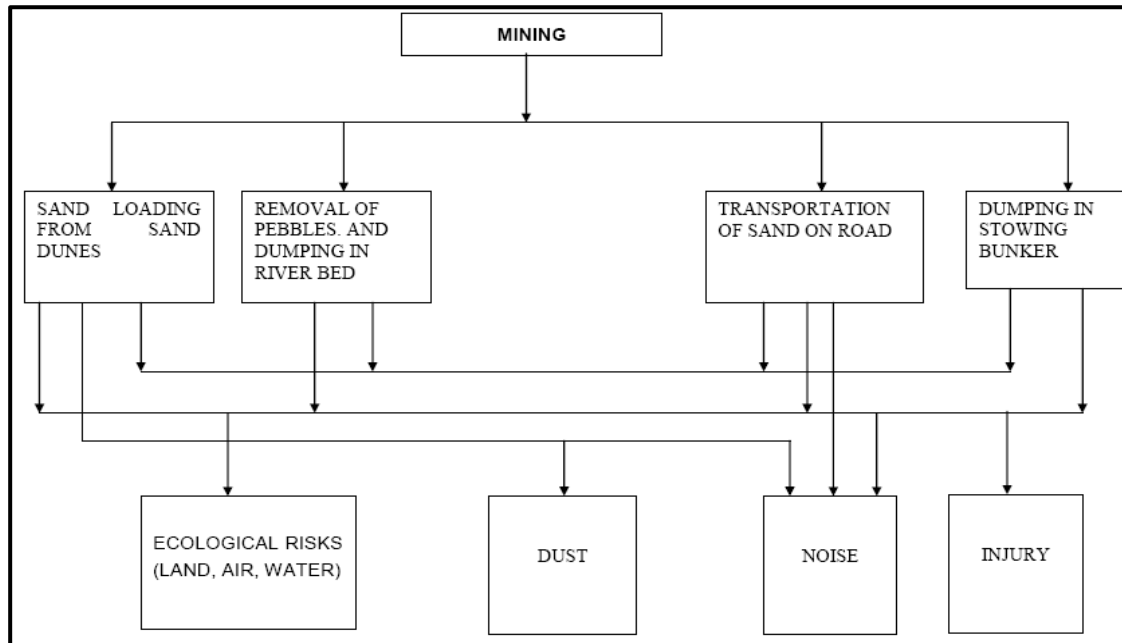 MINING
SAND LOADING
FROM SAND
DUNES
REMOVAL OF
PEBBLES. AND
DUMPING IN
RIVER BED
TRANSPORTATION
OF SAND ON ROAD
DUMPING IN
STOWING
BUNKER
ECOLOGICAL RISKS
(LAND, AIR, WATER)
DUST
NOISE
INJURY